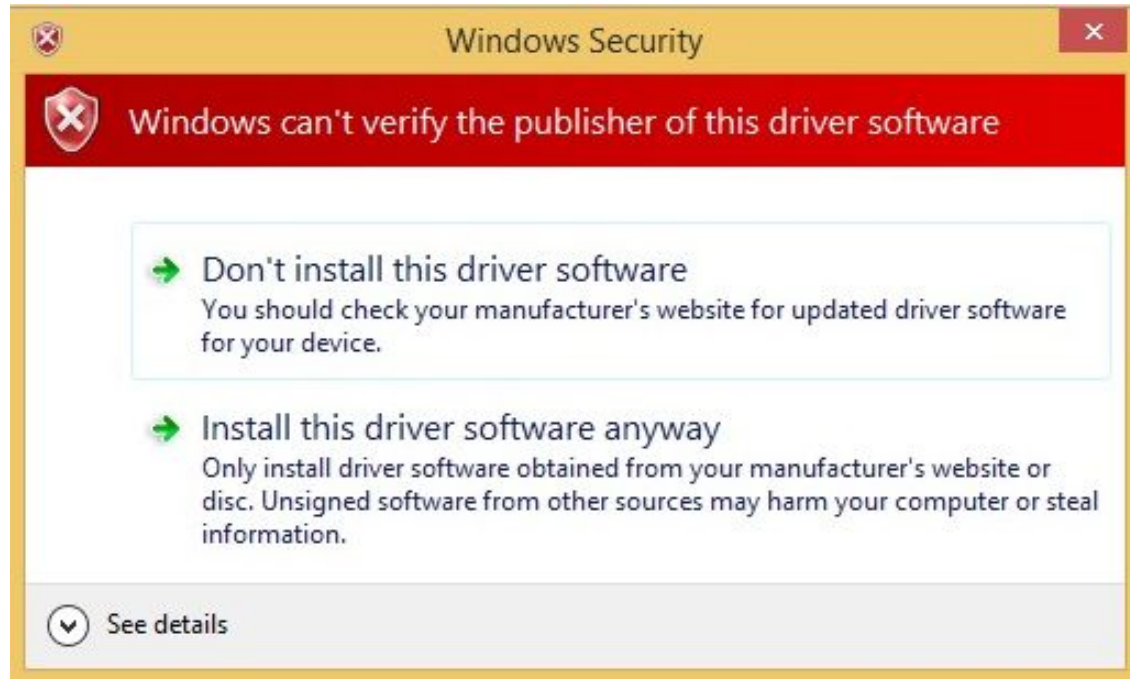 Windows Security
Windows can't verify the publisher of this driver software
Don't install this driver software
You should check your manufacturer's website for updated driver software
for your device.
Install this driver software anyway
Only install driver software obtained from your manufacturer's website or
disc. Unsigned software from other sources may harm your computer or steal
information.
See details